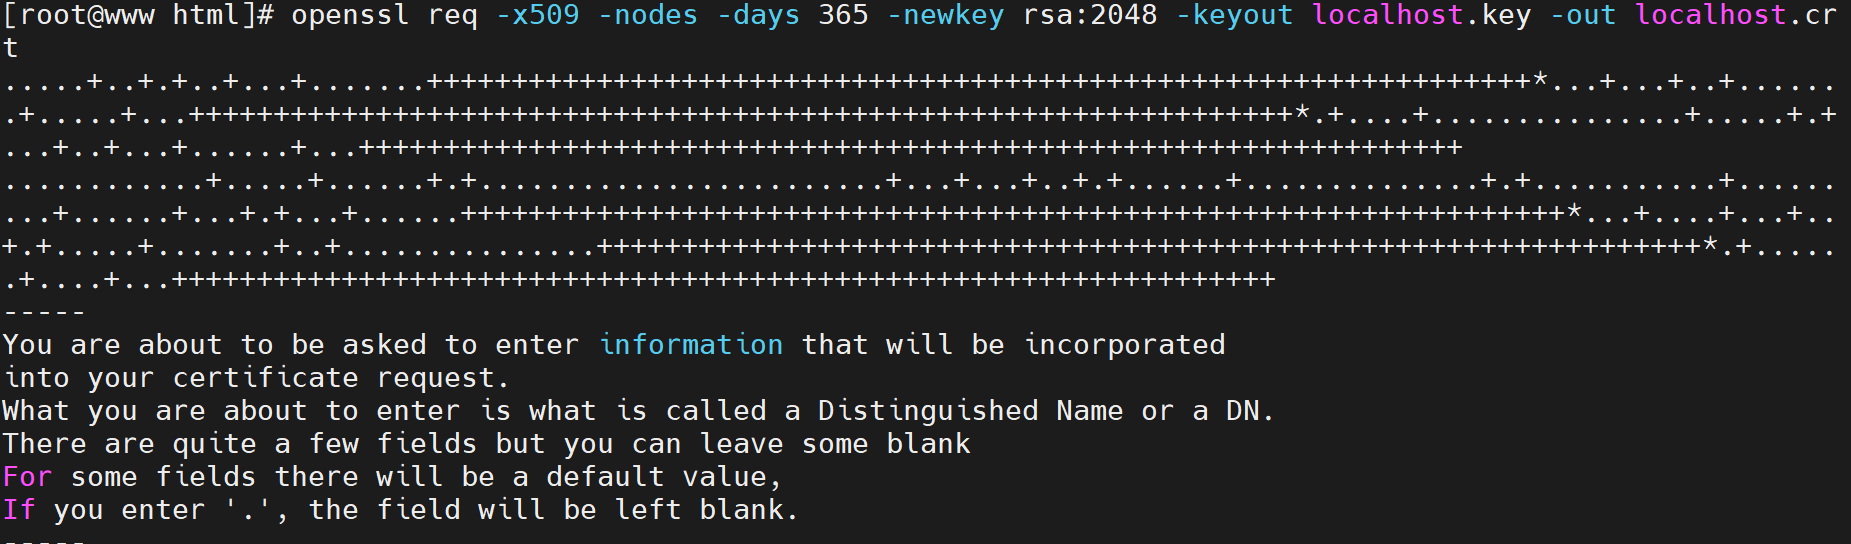 [root@www html]# openssl req -x509 -nodes -days 365 -newkey rsa:2048 -keyout localhost.key -out localhost.cr
t
.....+..+.+..+...+.......+++++++++++++++++++++++++++++++++++++++++++++++++++++++++++++++++*...+...+..+......
.+.....+...+++++++++++++++++++++++++++++++++++++++++++++++++++++++++++++++++*.+....+...............+.....+.+
...+..+...+......+...+++++++++++++++++++++++++++++++++++++++++++++++++++++++++++++++++
............+.....+......+.+........................+...+...+..+.+......+..............+.+...........+......
...+......+...+.+...+......+++++++++++++++++++++++++++++++++++++++++++++++++++++++++++++++++*...+....+...+..
+.+.....+.......+..+...............+++++++++++++++++++++++++++++++++++++++++++++++++++++++++++++++++*.+.....
.+....+...+++++++++++++++++++++++++++++++++++++++++++++++++++++++++++++++++
-----
You are about to be asked to enter information that will be incorporated
into your certificate request.
What you are about to enter is what is called a Distinguished Name or a DN.
There are quite a few fields but you can leave some blank
For some fields there will be a default value,
If you enter '.', the field will be left blank.
-----